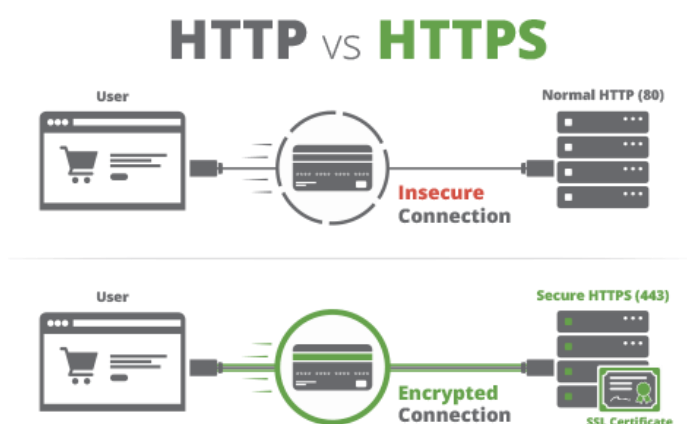 HTTP vs HTTPS
User
Normal HTTP (80)
Insecure
Connection
User
Secure HTTPS (443)
Encrypted
Connection
SSL Certificate